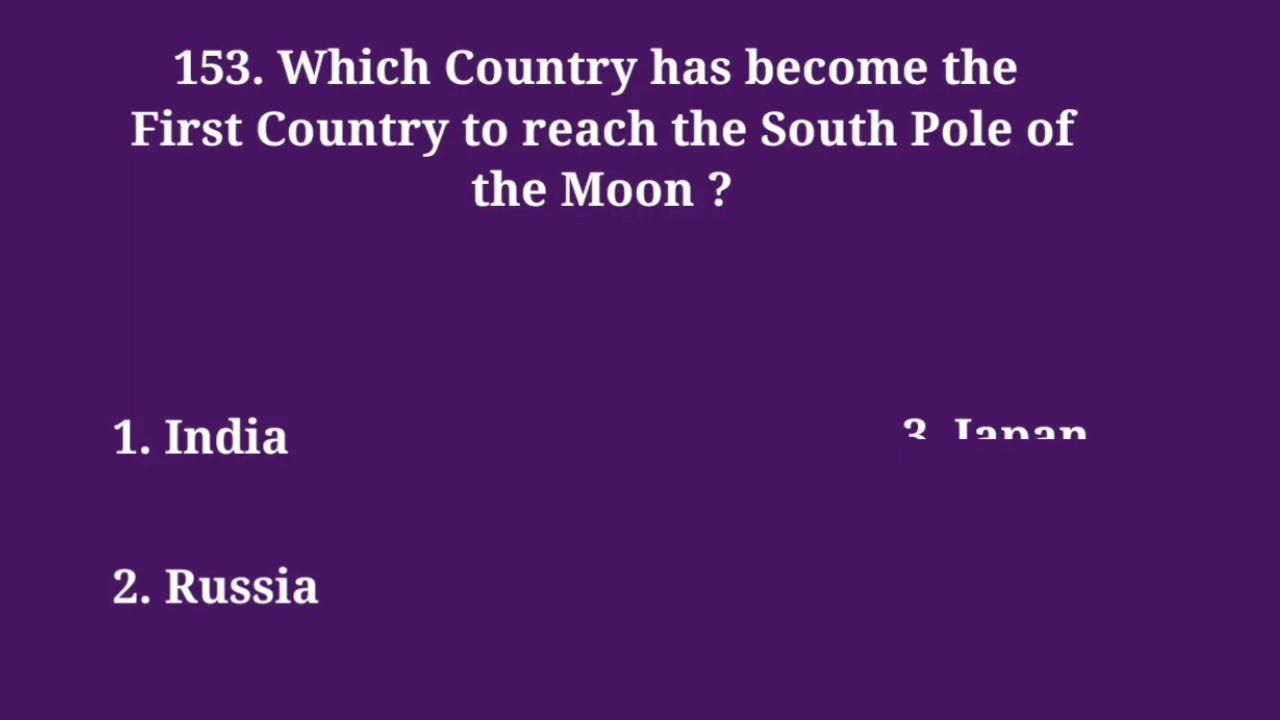 153. Which Country has become the
First Country to reach the South Pole of
the Moon ?
1. India
3. Japan
2. Russia